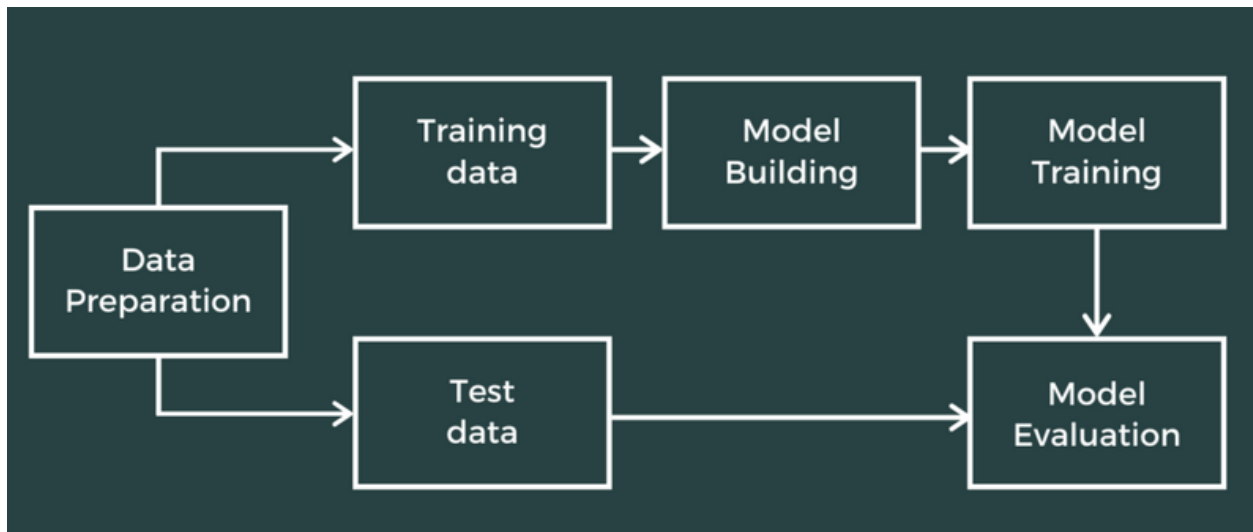 Training
data
Model
Building
Model
Training
Data
Preparation
Test
data
Model
Evaluation